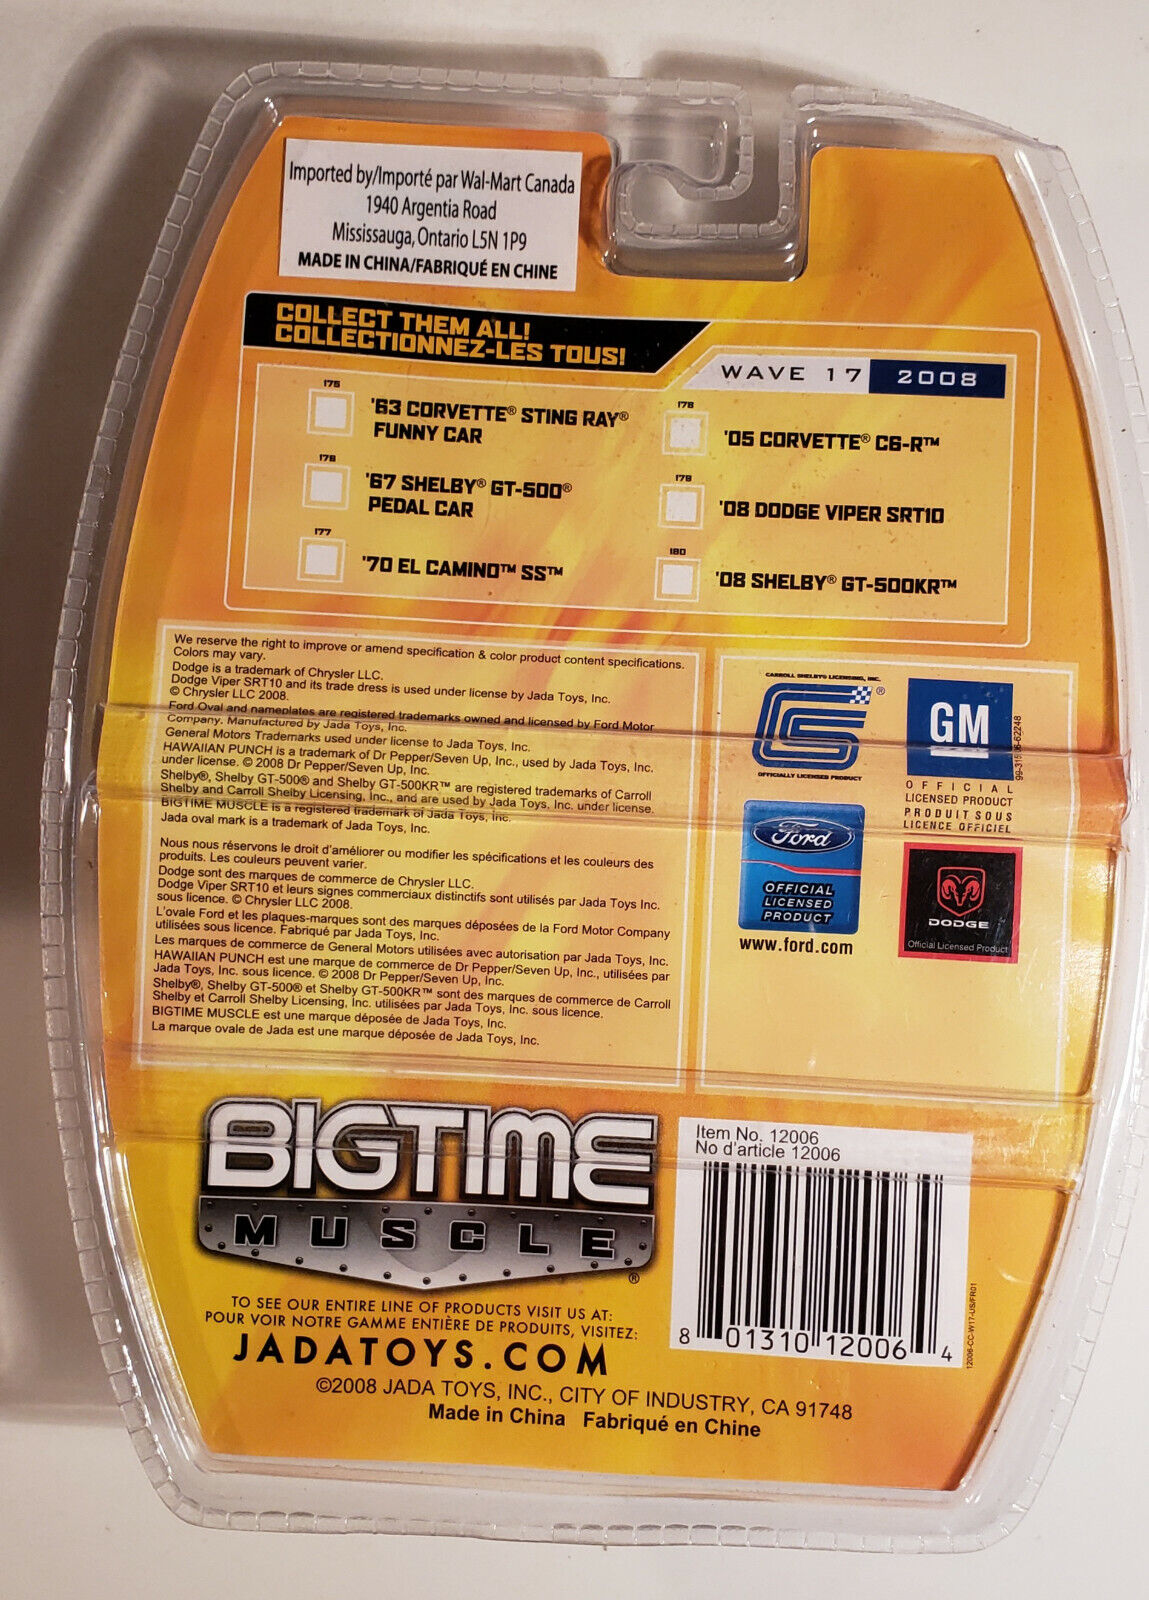 Imported by/Importé par Wal-Mart Canada
1940 Argentia Road
Mississauga, Ontario L5N 1P9
MADE IN CHINA/FABRIQUÉ EN CHINE
COLLECT THEM ALL!
COLLECTIONNEZ-LES TOUS!
WAVE 17 2008
175
'63 CORVETTE® STING RAY®
FUNNY CAR
176
'67 SHELBY® GT-500®
PEDAL CAR
177
'70 EL CAMINO™ SS™
178
'05 CORVETTE® C6-R™
179
'08 DODGE VIPER SRT10
180
'08 SHELBY® GT-500KR™
We reserve the right to improve or amend specification & color product content specifications.
Colors may vary.
Dodge is a trademark of Chrysler LLC.
Dodge Viper SRT10 and its trade dress is used under license by Jada Toys, Inc.
© Chrysler LLC 2008.
Ford Oval and nameplates are registered trademarks owned and licensed by Ford Motor
Company. Manufactured by Jada Toys, Inc.
General Motors Trademarks used under license to Jada Toys, Inc.
HAWAIIAN PUNCH is a trademark of Dr Pepper/Seven Up, Inc., used by Jada Toys, Inc.
under license. © 2008 Dr Pepper/Seven Up, Inc.
Shelby®, Shelby GT-500® and Shelby GT-500KR™ are registered trademarks of Carroll
Shelby and Carroll Shelby Licensing, Inc., and are used by Jada Toys, Inc. under license.
BIGTIME MUSCLE is a registered trademark of Jada Toys, Inc.
Jada oval mark is a trademark of Jada Toys, Inc.
Nous nous réservons le droit d'améliorer ou modifier les spécifications et les couleurs des
produits. Les couleurs peuvent varier.
Dodge sont des marques de commerce de Chrysler LLC.
Dodge Viper SRT10 et leurs signes commerciaux distinctifs sont utilisés par Jada Toys Inc.
sous licence. © Chrysler LLC 2008.
L'ovale Ford et les plaques-marques sont des marques déposées de la Ford Motor Company
utilisées sous licence. Fabriqué par Jada Toys, Inc.
Les marques de commerce de General Motors utilisées avec autorisation par Jada Toys, Inc.
HAWAIIAN PUNCH est une marque de commerce de Dr Pepper/Seven Up, Inc., utilisées par
Jada Toys, Inc. sous licence. © 2008 Dr Pepper/Seven Up, Inc.
Shelby®, Shelby GT-500® et Shelby GT-500KR™ sont des marques de commerce de Carroll
Shelby et Carroll Shelby Licensing, Inc. utilisées par Jada Toys, Inc. sous licence.
BIGTIME MUSCLE est une marque déposée de Jada Toys, Inc.
La marque ovale de Jada est une marque déposée de Jada Toys, Inc.
CARROLL SHELBY LICENSING, INC.
®
OFFICIALLY LICENSED PRODUCT
GM
OFFICIAL
LICENSED PRODUCT
PRODUIT SOUS
LICENCE OFFICIEL
Ford
OFFICIAL
LICENSED
PRODUCT
www.ford.com
DODGE
Official Licensed Product
BIGTIME
MUSCLE
®
TO SEE OUR ENTIRE LINE OF PRODUCTS VISIT US AT:
POUR VOIR NOTRE GAMME ENTIÈRE DE PRODUITS, VISITEZ:
JADATOYS.COM
©2008 JADA TOYS, INC., CITY OF INDUSTRY, CA 91748
Made in China Fabriqué en Chine
Item No. 12006
No d'article 12006
8 01310 12006 4
12006-CC-W17-US/FR01